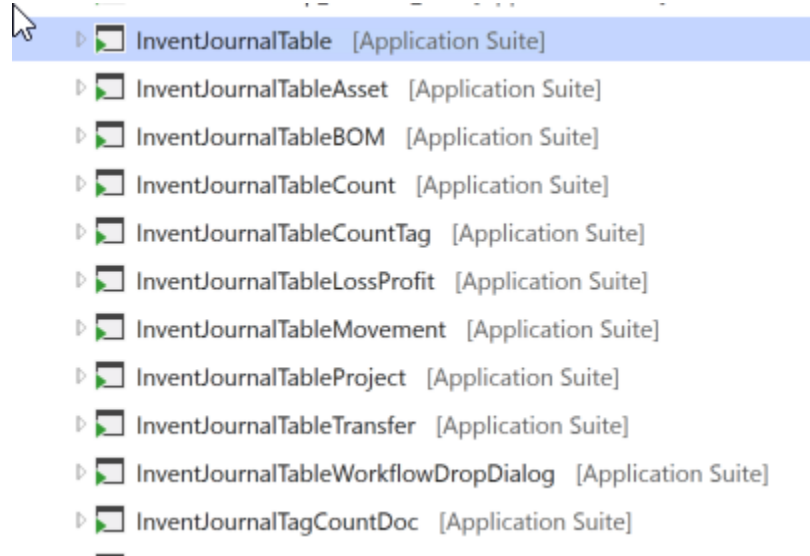 InventJournalTable [Application Suite]
InventJournalTableAsset [Application Suite]
InventJournalTableBOM [Application Suite]
InventJournalTableCount [Application Suite]
InventJournalTableCountTag [Application Suite]
InventJournalTableLossProfit [Application Suite]
InventJournalTableMovement [Application Suite]
InventJournalTableProject [Application Suite]
InventJournalTableTransfer [Application Suite]
InventJournalTableWorkflowDropDialog [Application Suite]
InventJournalTagCountDoc [Application Suite]